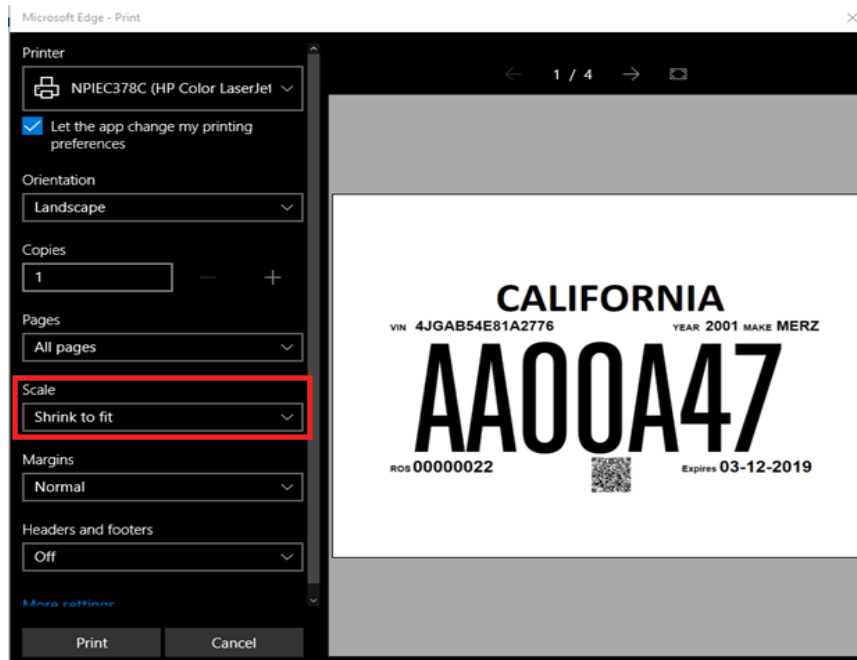 Microsoft Edge - Print
Printer
NPIEC378C (HP Color LaserJet
Let the app change my printing
preferences
Orientation
Landscape
Copies
1
Pages
All pages
Scale
Shrink to fit
Margins
Normal
Headers and footers
Off
More settings
Print Cancel
1 / 4
CALIFORNIA
VIN 4JGAB54E81A2776 YEAR 2001 MAKE MERZ
AA00A47
ROS 00000022 Expires 03-12-2019